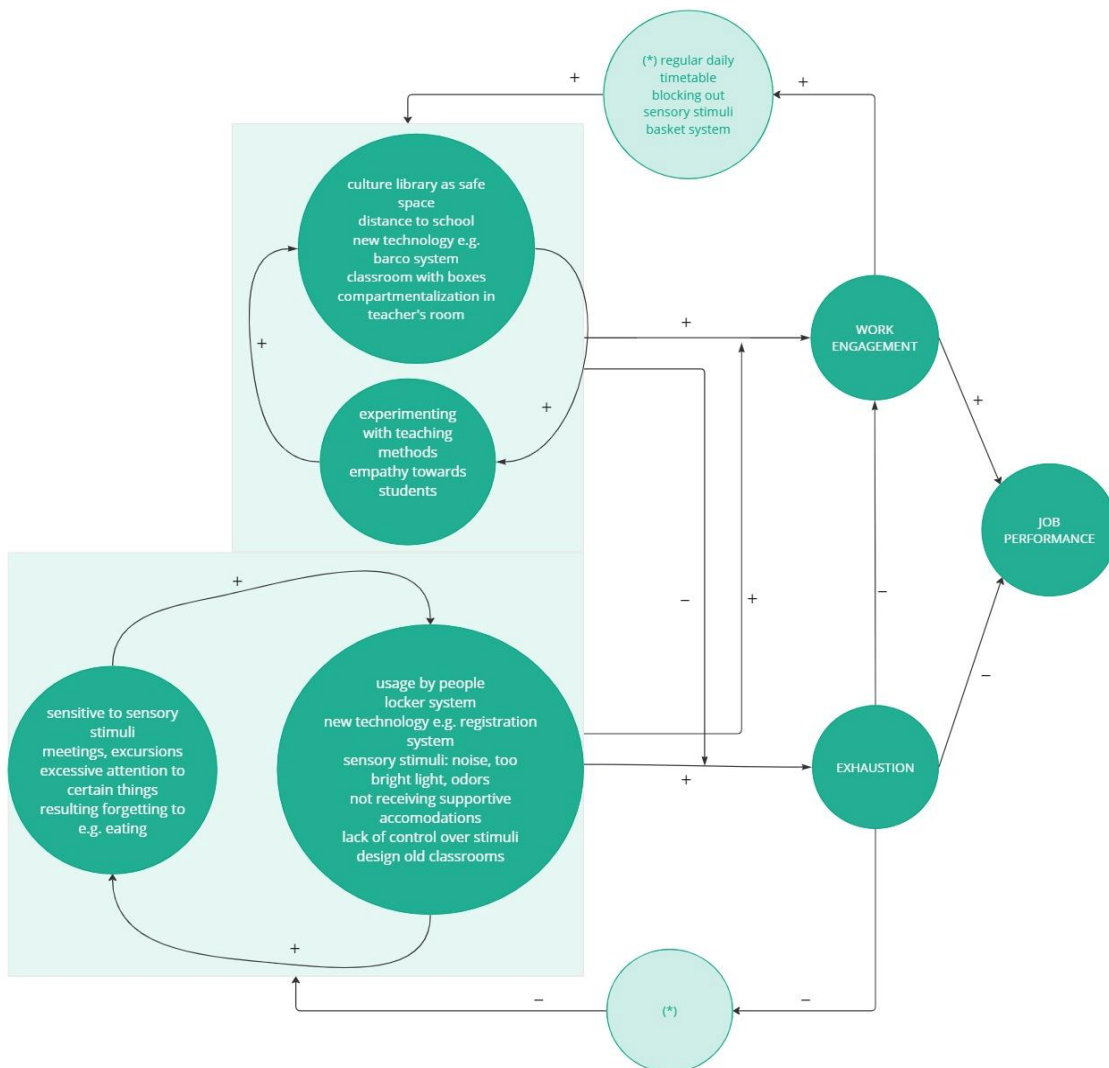 (*) regular daily
timetable
blocking out
sensory stimuli
basket system
+
+
culture library as safe
space
distance to school
new technology e.g.
barco system
classroom with boxes
compartmentalization in
teacher's room
+
+
experimenting
with teaching
methods
empathy towards
students
+
WORK
ENGAGEMENT
+
JOB
PERFORMANCE
−
+
−
−
+
sensitive to sensory
stimuli
meetings, excursions
excessive attention to
certain things
resulting forgetting to
e.g. eating
usage by people
locker system
new technology e.g. registration
system
sensory stimuli: noise, too
bright light, odors
not receiving supportive
accomodations
lack of control over stimuli
design old classrooms
+
EXHAUSTION
+
−
(*)
−